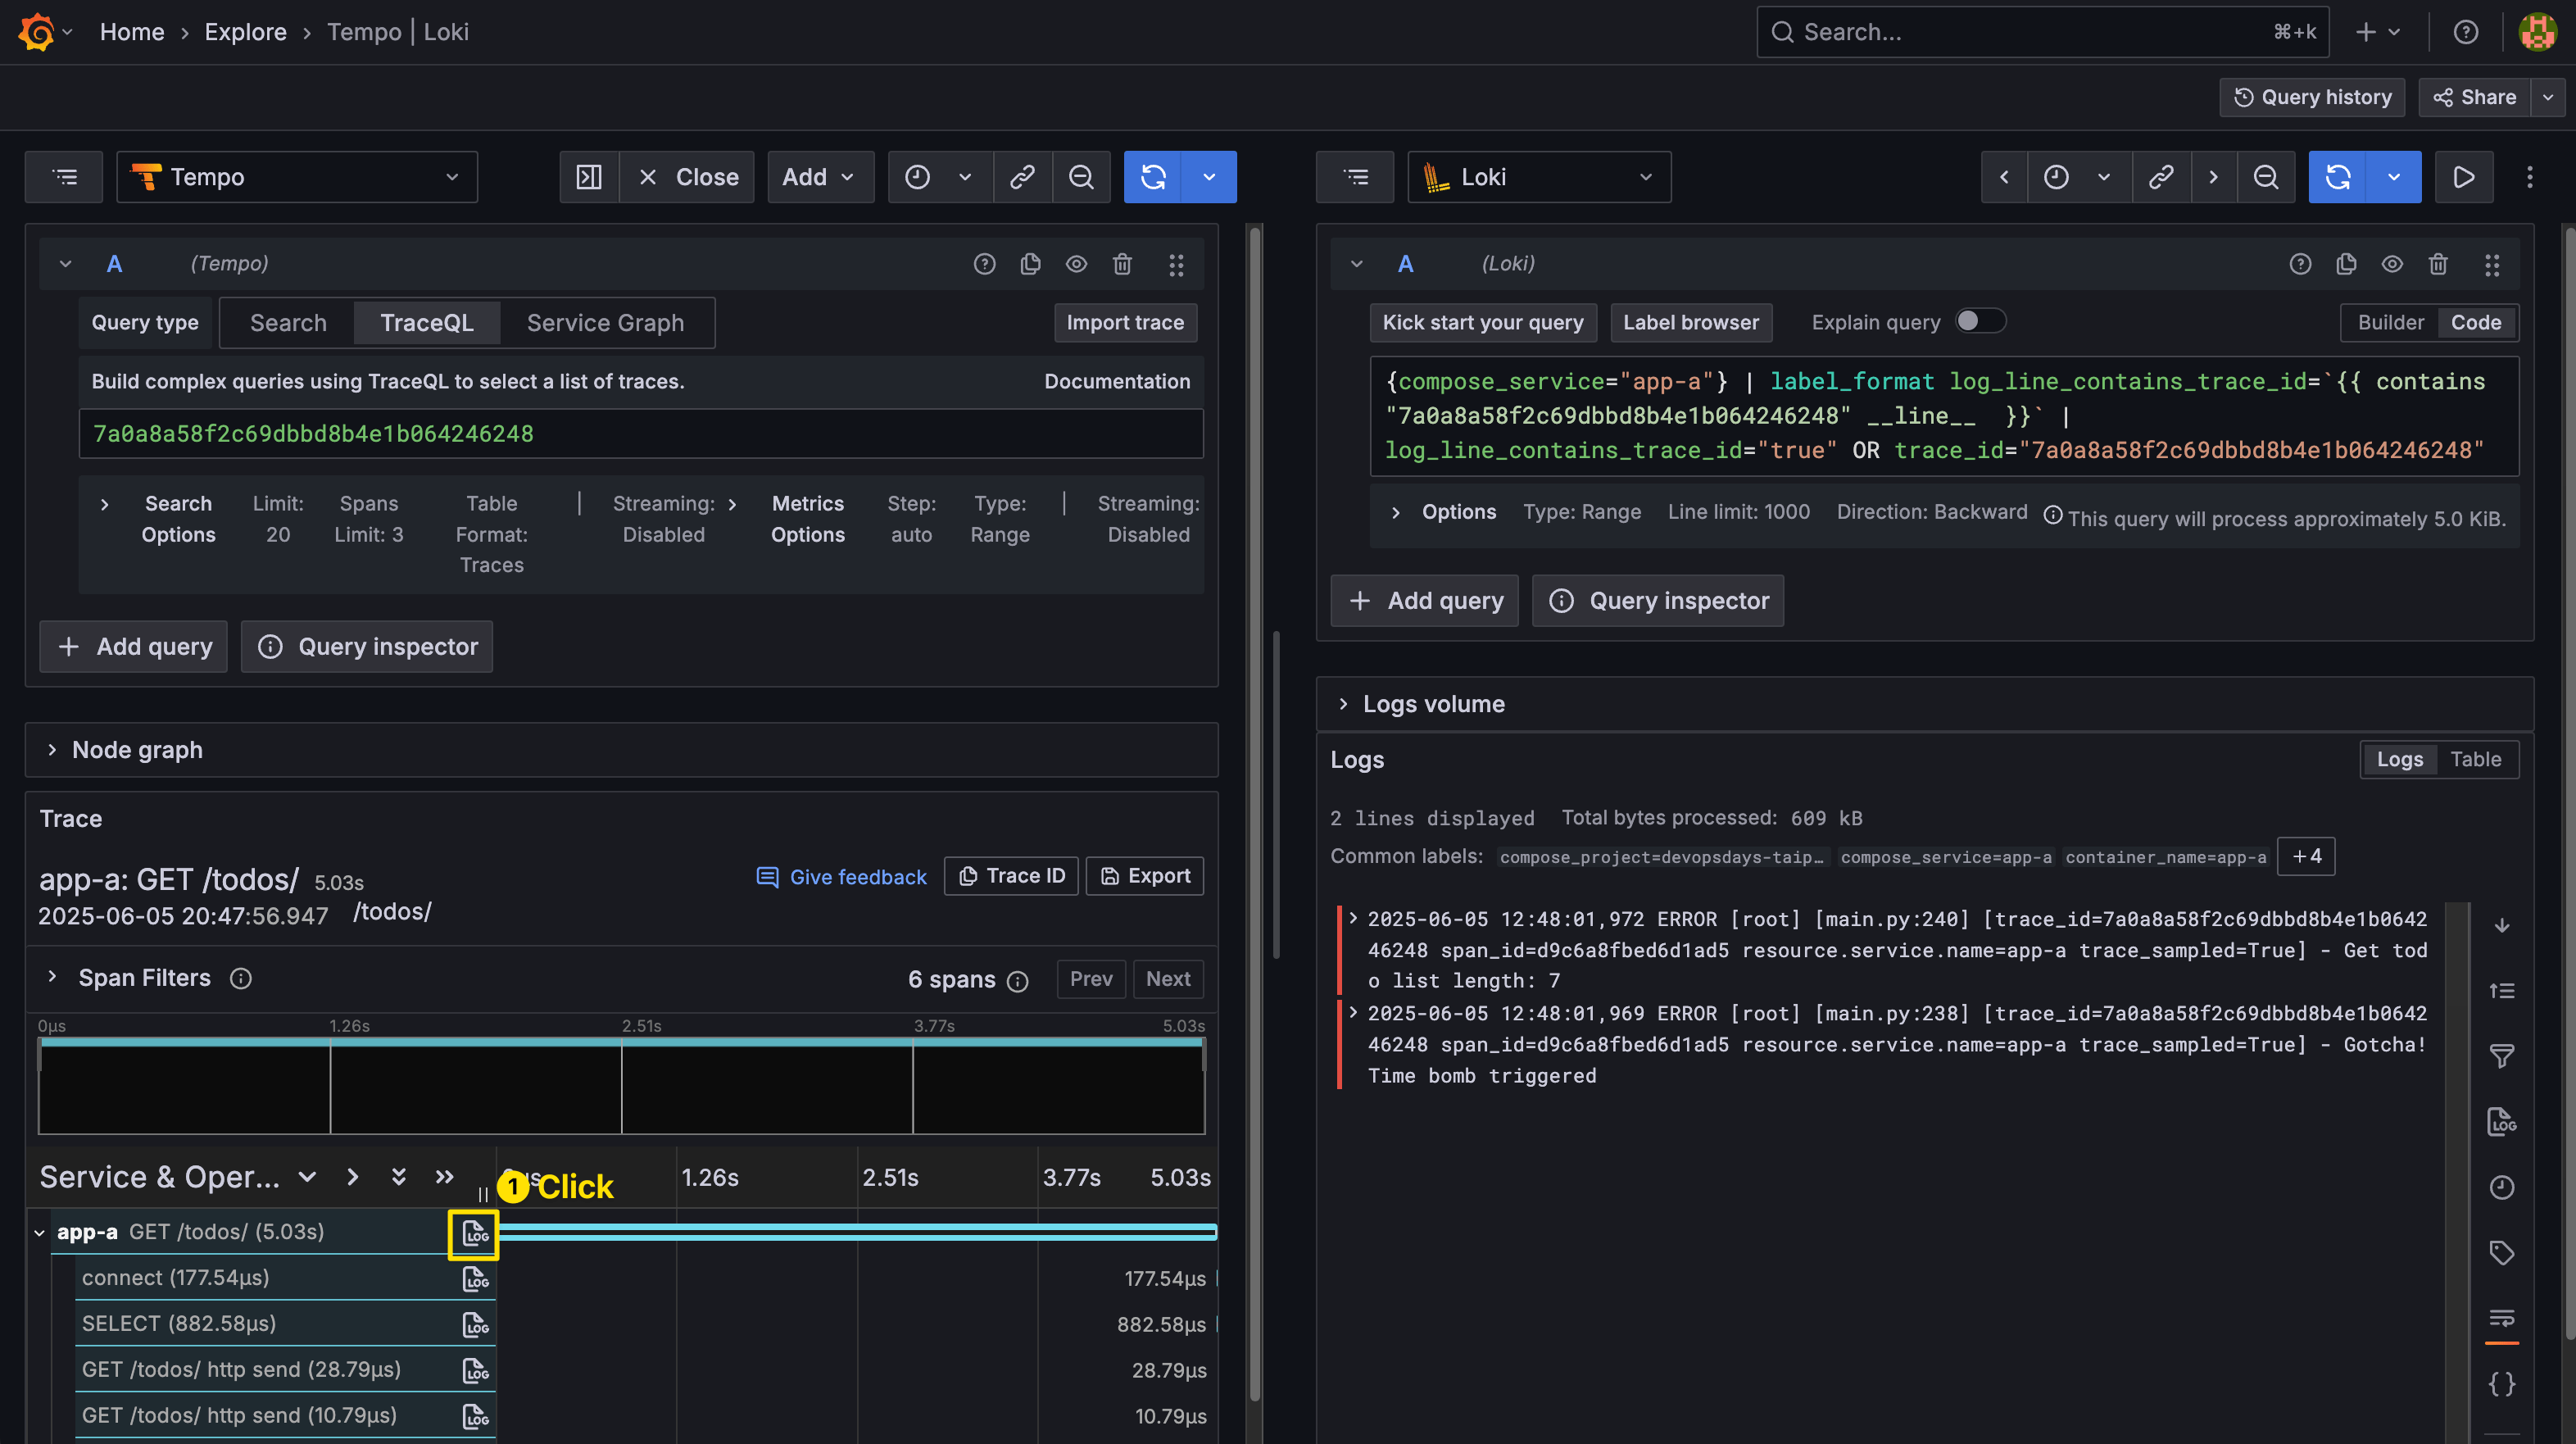 Home › Explore › Tempo | Loki
Search...
⌘+k
Query history
Share
Tempo
Close
Add
A
(Tempo)
Query type
Search
TraceQL
Service Graph
Import trace
Build complex queries using TraceQL to select a list of traces.
Documentation
7a0a8a58f2c69dbbd8b4e1b064246248
Search Options
Limit: 20
Spans Limit: 3
Table Format: Traces
|
Streaming: Disabled
Metrics Options
Step: auto
Type: Range
|
Streaming: Disabled
+ Add query
Query inspector
Node graph
Trace
app-a: GET /todos/ 5.03s
2025-06-05 20:47:56.947 /todos/
Give feedback
Trace ID
Export
Span Filters
6 spans
Prev
Next
0μs
1.26s
2.51s
3.77s
5.03s
Service & Oper...
1 Click
1.26s
2.51s
3.77s
5.03s
app-a GET /todos/ (5.03s)
LOG
connect (177.54μs)
LOG
177.54μs
SELECT (882.58μs)
LOG
882.58μs
GET /todos/ http send (28.79μs)
LOG
28.79μs
GET /todos/ http send (10.79μs)
LOG
10.79μs
Loki
A
(Loki)
Kick start your query
Label browser
Explain query
Builder
Code
{compose_service="app-a"} | label_format log_line_contains_trace_id=`{{ contains
"7a0a8a58f2c69dbbd8b4e1b064246248" __line__  }}` |
log_line_contains_trace_id="true" OR trace_id="7a0a8a58f2c69dbbd8b4e1b064246248"
Options
Type: Range
Line limit: 1000
Direction: Backward
This query will process approximately 5.0 KiB.
+ Add query
Query inspector
Logs volume
Logs
Logs
Table
2 lines displayed
Total bytes processed: 609 kB
Common labels: compose_project=devopsdays-taip… compose_service=app-a container_name=app-a
+4
2025-06-05 12:48:01,972 ERROR [root] [main.py:240] [trace_id=7a0a8a58f2c69dbbd8b4e1b0642
46248 span_id=d9c6a8fbed6d1ad5 resource.service.name=app-a trace_sampled=True] - Get tod
o list length: 7
2025-06-05 12:48:01,969 ERROR [root] [main.py:238] [trace_id=7a0a8a58f2c69dbbd8b4e1b0642
46248 span_id=d9c6a8fbed6d1ad5 resource.service.name=app-a trace_sampled=True] - Gotcha!
Time bomb triggered
LOG